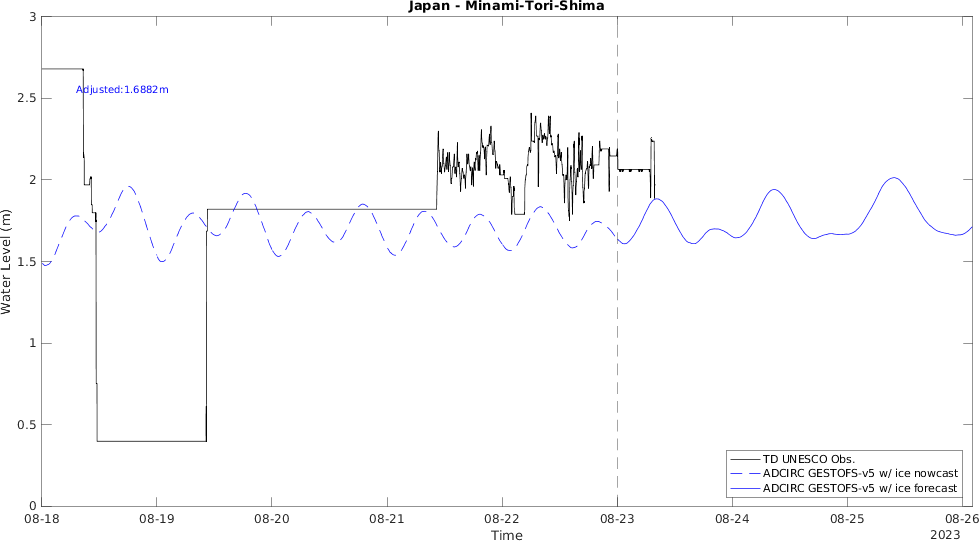 Japan - Minami-Tori-Shima
3
2.5
2
1.5
1
0.5
0
Water Level (m)
Adjusted:1.6882m
TD UNESCO Obs.
ADCIRC GESTOFS-v5 w/ ice nowcast
ADCIRC GESTOFS-v5 w/ ice forecast
08-18 08-19 08-20 08-21 08-22 08-23 08-24 08-25 08-26
Time
2023